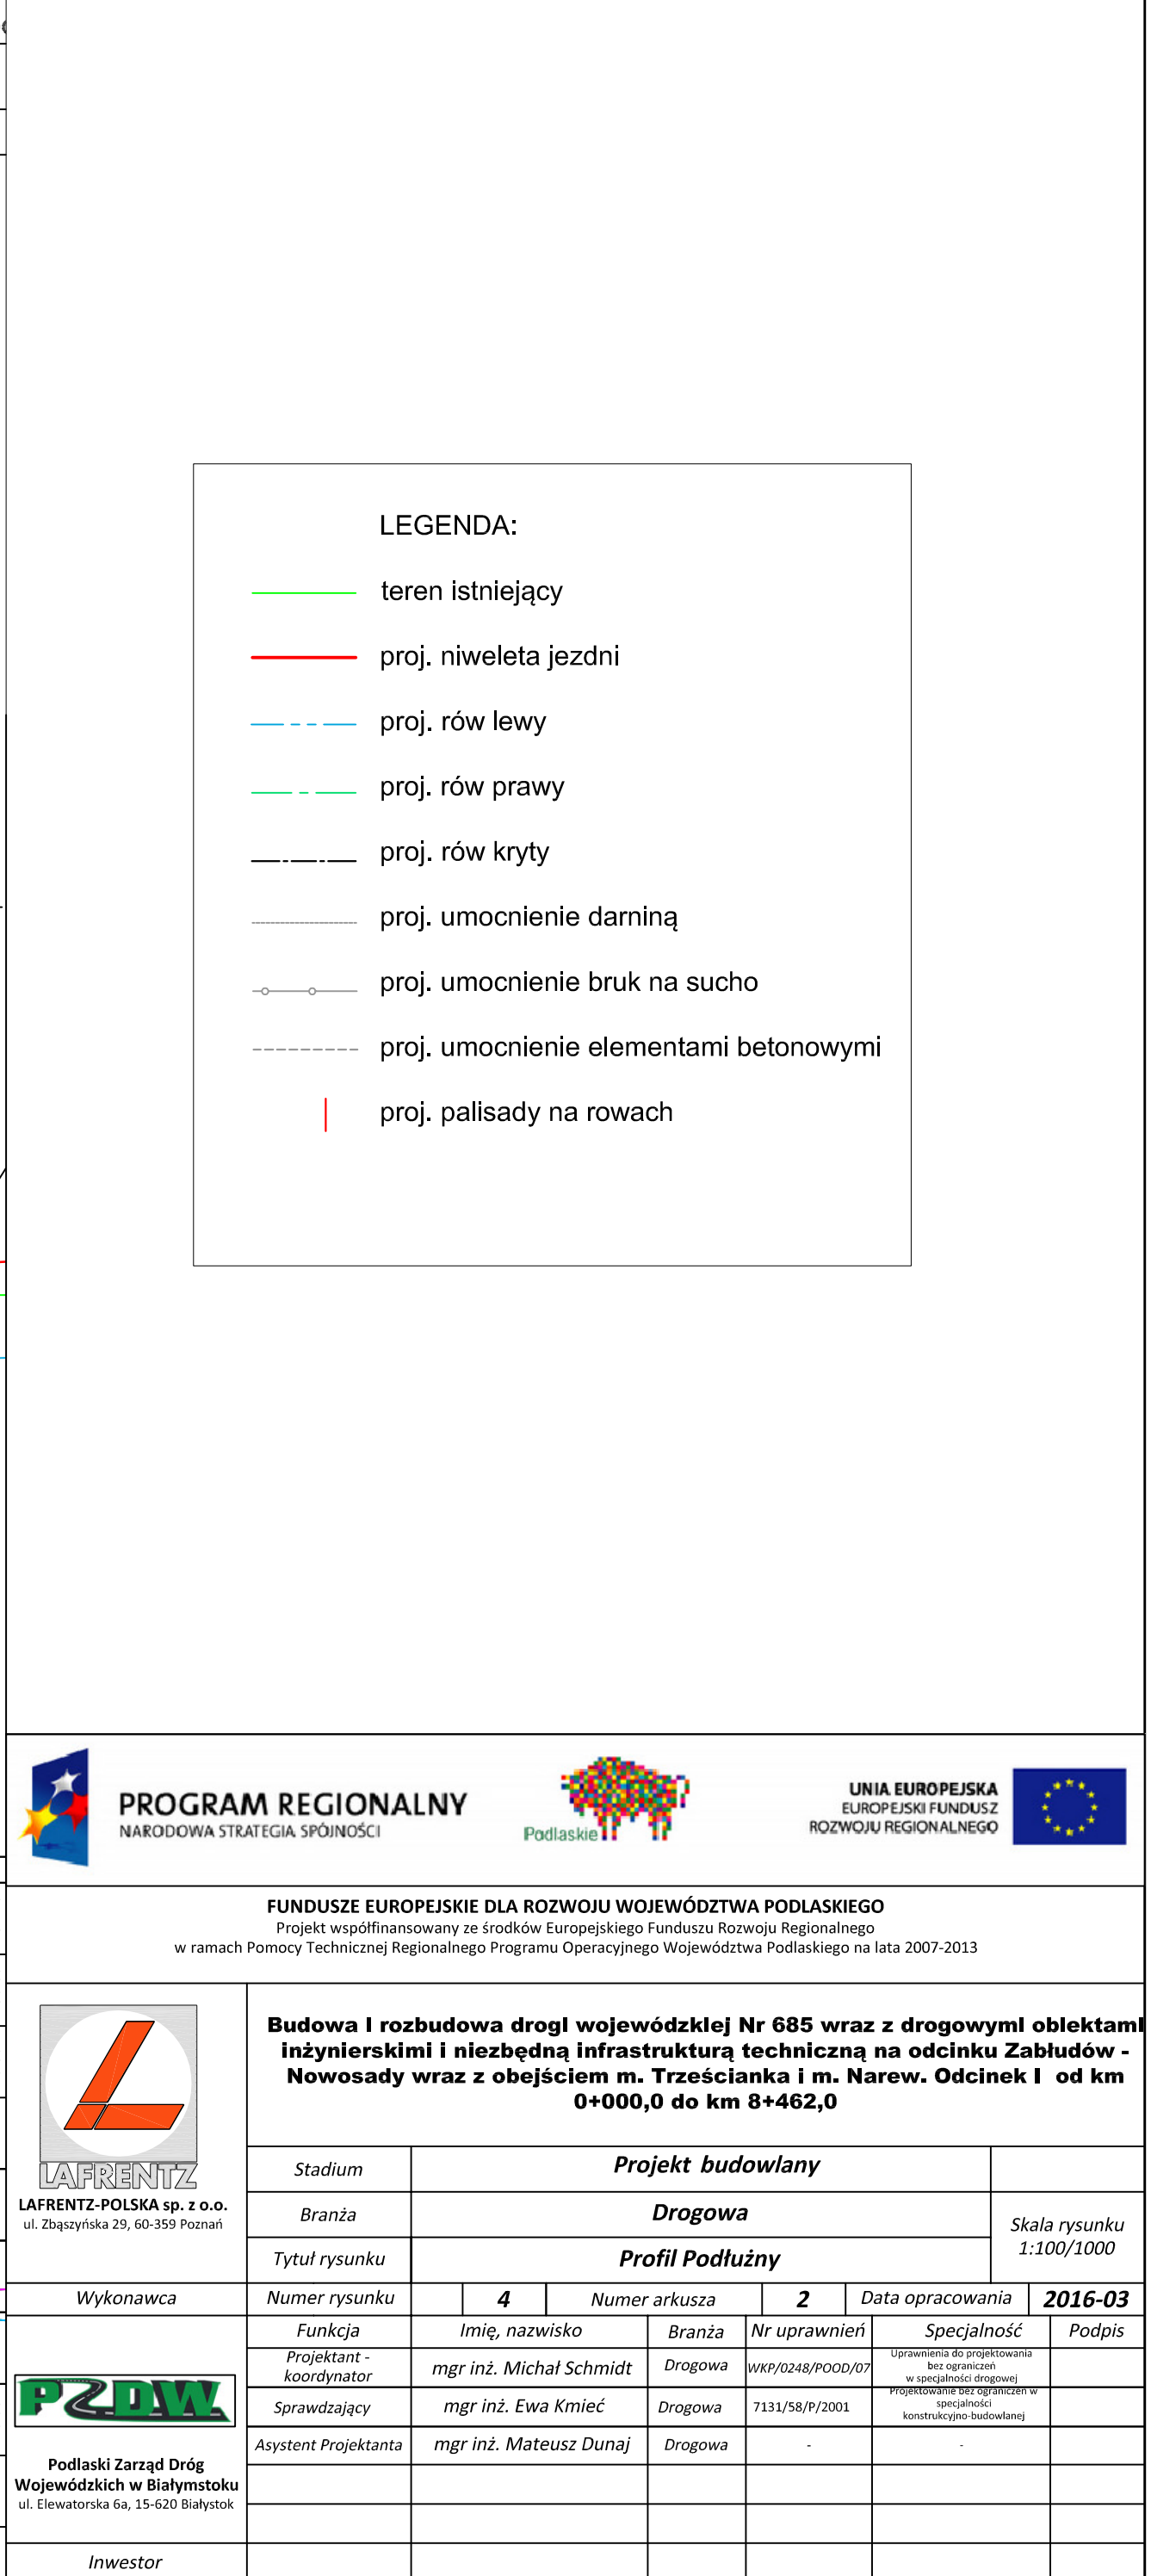 LEGENDA:
teren istniejący
proj. niweleta jezdni
proj. rów lewy
proj. rów prawy
proj. rów kryty
proj. umocnienie darniną
proj. umocnienie bruk na sucho
proj. umocnienie elementami betonowymi
proj. palisady na rowach
PROGRAM REGIONALNY
NARODOWA STRATEGIA SPÓJNOŚCI
Podlaskie
UNIA EUROPEJSKA
EUROPEJSKI FUNDUSZ
ROZWOJU REGIONALNEGO
FUNDUSZE EUROPEJSKIE DLA ROZWOJU WOJEWÓDZTWA PODLASKIEGO
Projekt współfinansowany ze środków Europejskiego Funduszu Rozwoju Regionalnego
w ramach Pomocy Technicznej Regionalnego Programu Operacyjnego Województwa Podlaskiego na lata 2007-2013
LAFRENTZ
LAFRENTZ-POLSKA sp. z o.o.
ul. Zbąszyńska 29, 60-359 Poznań
Wykonawca
Budowa I rozbudowa drogI wojewódzkIej Nr 685 wraz z drogowymI obIektamI
inżynierskimi i niezbędną infrastrukturą techniczną na odcinku Zabłudów -
Nowosady wraz z obejściem m. Trześcianka i m. Narew. Odcinek I od km
0+000,0 do km 8+462,0
Stadium Projekt budowlany
Branża Drogowa
Tytuł rysunku Profil Podłużny
Skala rysunku
1:100/1000
Numer rysunku 4 Numer arkusza 2 Data opracowania 2016-03
Funkcja Imię, nazwisko Branża Nr uprawnień Specjalność Podpis
Projektant -
koordynator
mgr inż. Michał Schmidt Drogowa WKP/0248/POOD/07
Uprawnienia do projektowania
bez ograniczeń
w specjalności drogowej
Sprawdzający mgr inż. Ewa Kmieć Drogowa 7131/58/P/2001
Projektowanie bez ograniczeń w
specjalności
konstrukcyjno-budowlanej
Asystent Projektanta mgr inż. Mateusz Dunaj Drogowa - -
PZDW
Podlaski Zarząd Dróg
Wojewódzkich w Białymstoku
ul. Elewatorska 6a, 15-620 Białystok
Inwestor